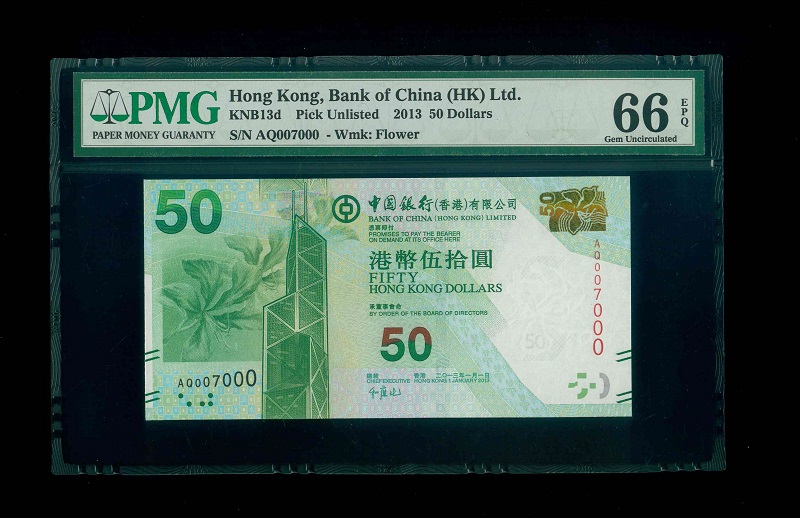 PMG
PAPER MONEY GUARANTY
Hong Kong, Bank of China (HK) Ltd.
KNB13d Pick Unlisted 2013 50 Dollars
S/N AQ007000 - Wmk: Flower
66 EPQ
Gem Uncirculated
50
中国银行(香港)有限公司
BANK OF CHINA (HONG KONG) LIMITED
憑票即付
PROMISES TO PAY THE BEARER
ON DEMAND AT ITS OFFICE HERE
50
AQ007000
港幣伍拾圓
FIFTY
HONG KONG DOLLARS
承董事會命
BY ORDER OF THE BOARD OF DIRECTORS
50
50
AQ007000
總裁 香港 二〇一三年一月一日
CHIEF EXECUTIVE HONG KONG 1 JANUARY 2013